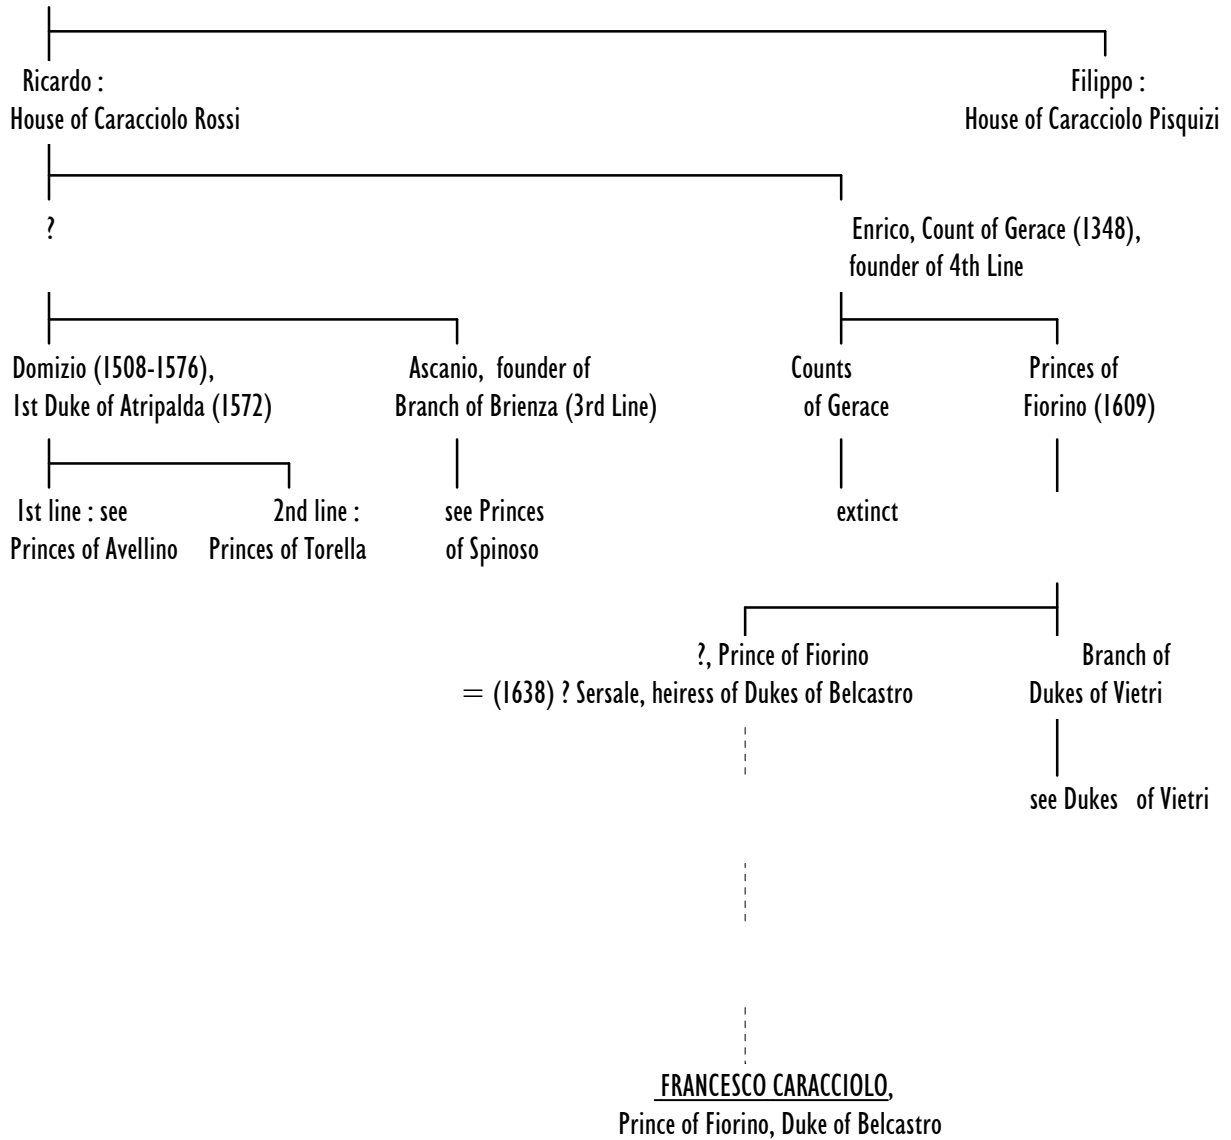 Ricardo :
House of Caracciolo Rossi
Filippo :
House of Caracciolo Pisquizi
?
Enrico, Count of Gerace (1348),
founder of 4th Line
Domizio (1508-1576),
1st Duke of Atripalda (1572)
Ascanio, founder of
Branch of Brienza (3rd Line)
Counts
of Gerace
Princes of
Fiorino (1609)
1st line : see
Princes of Avellino
2nd line :
Princes of Torella
see Princes
of Spinoso
extinct
?, Prince of Fiorino
= (1638) ? Sersale, heiress of Dukes of Belcastro
Branch of
Dukes of Vietri
see Dukes of Vietri
FRANCESCO CARACCIOLO,
Prince of Fiorino, Duke of Belcastro